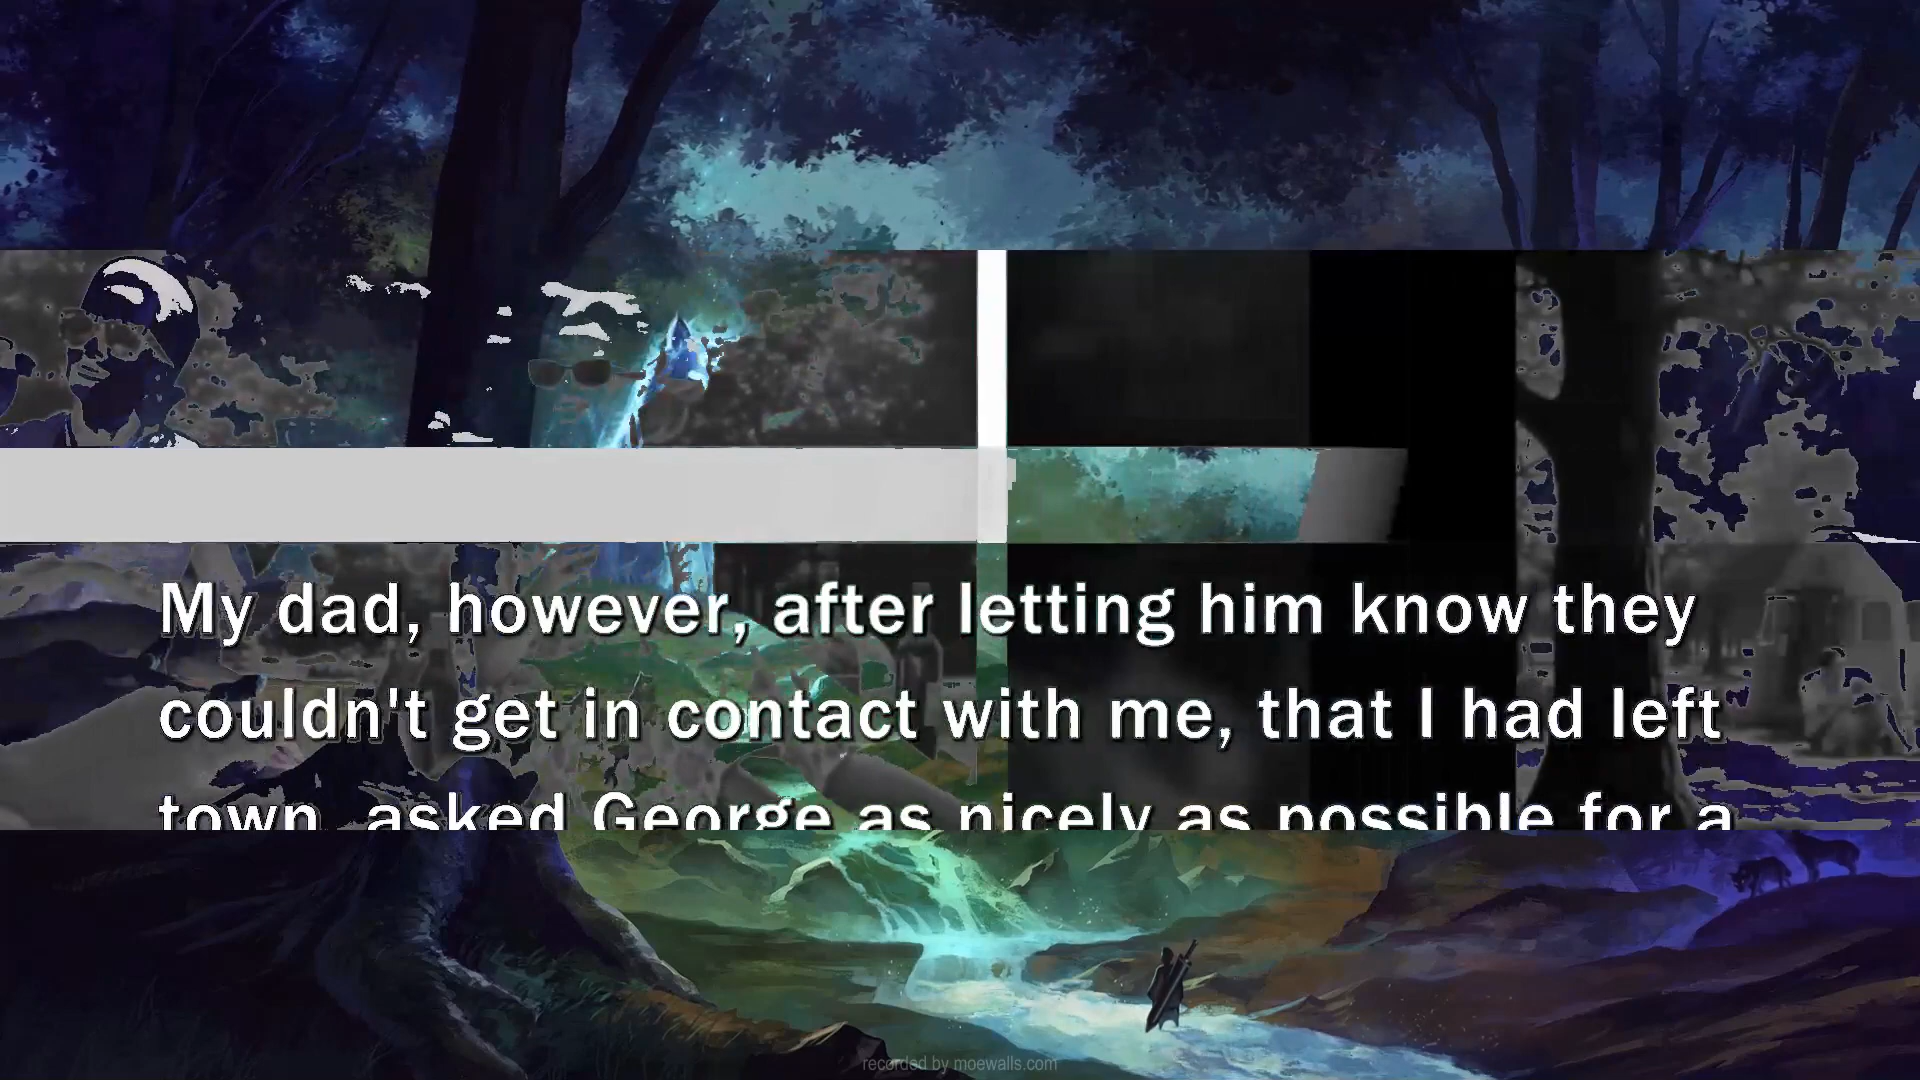 My dad, however, after letting him know they
couldn't get in contact with me, that I had left
town, asked George as nicely as possible for a
recorded by moewalls.com